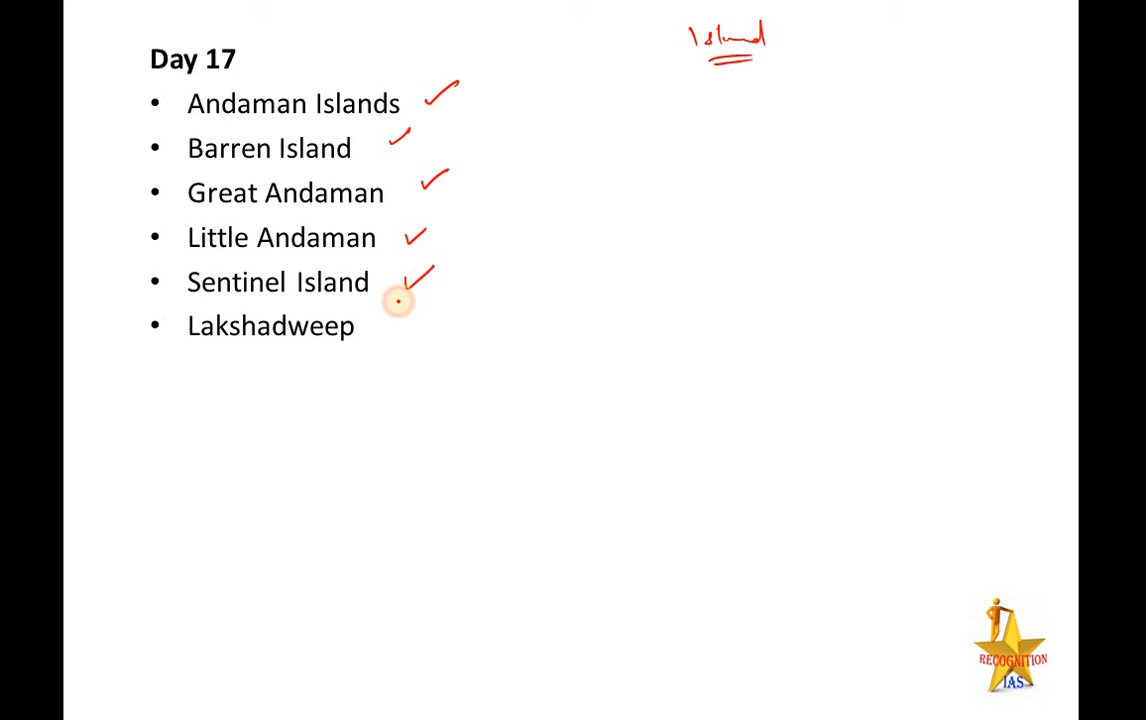 Island
Day 17
• Andaman Islands
• Barren Island
• Great Andaman
• Little Andaman
• Sentinel Island
• Lakshadweep
RECOGNITION
IAS